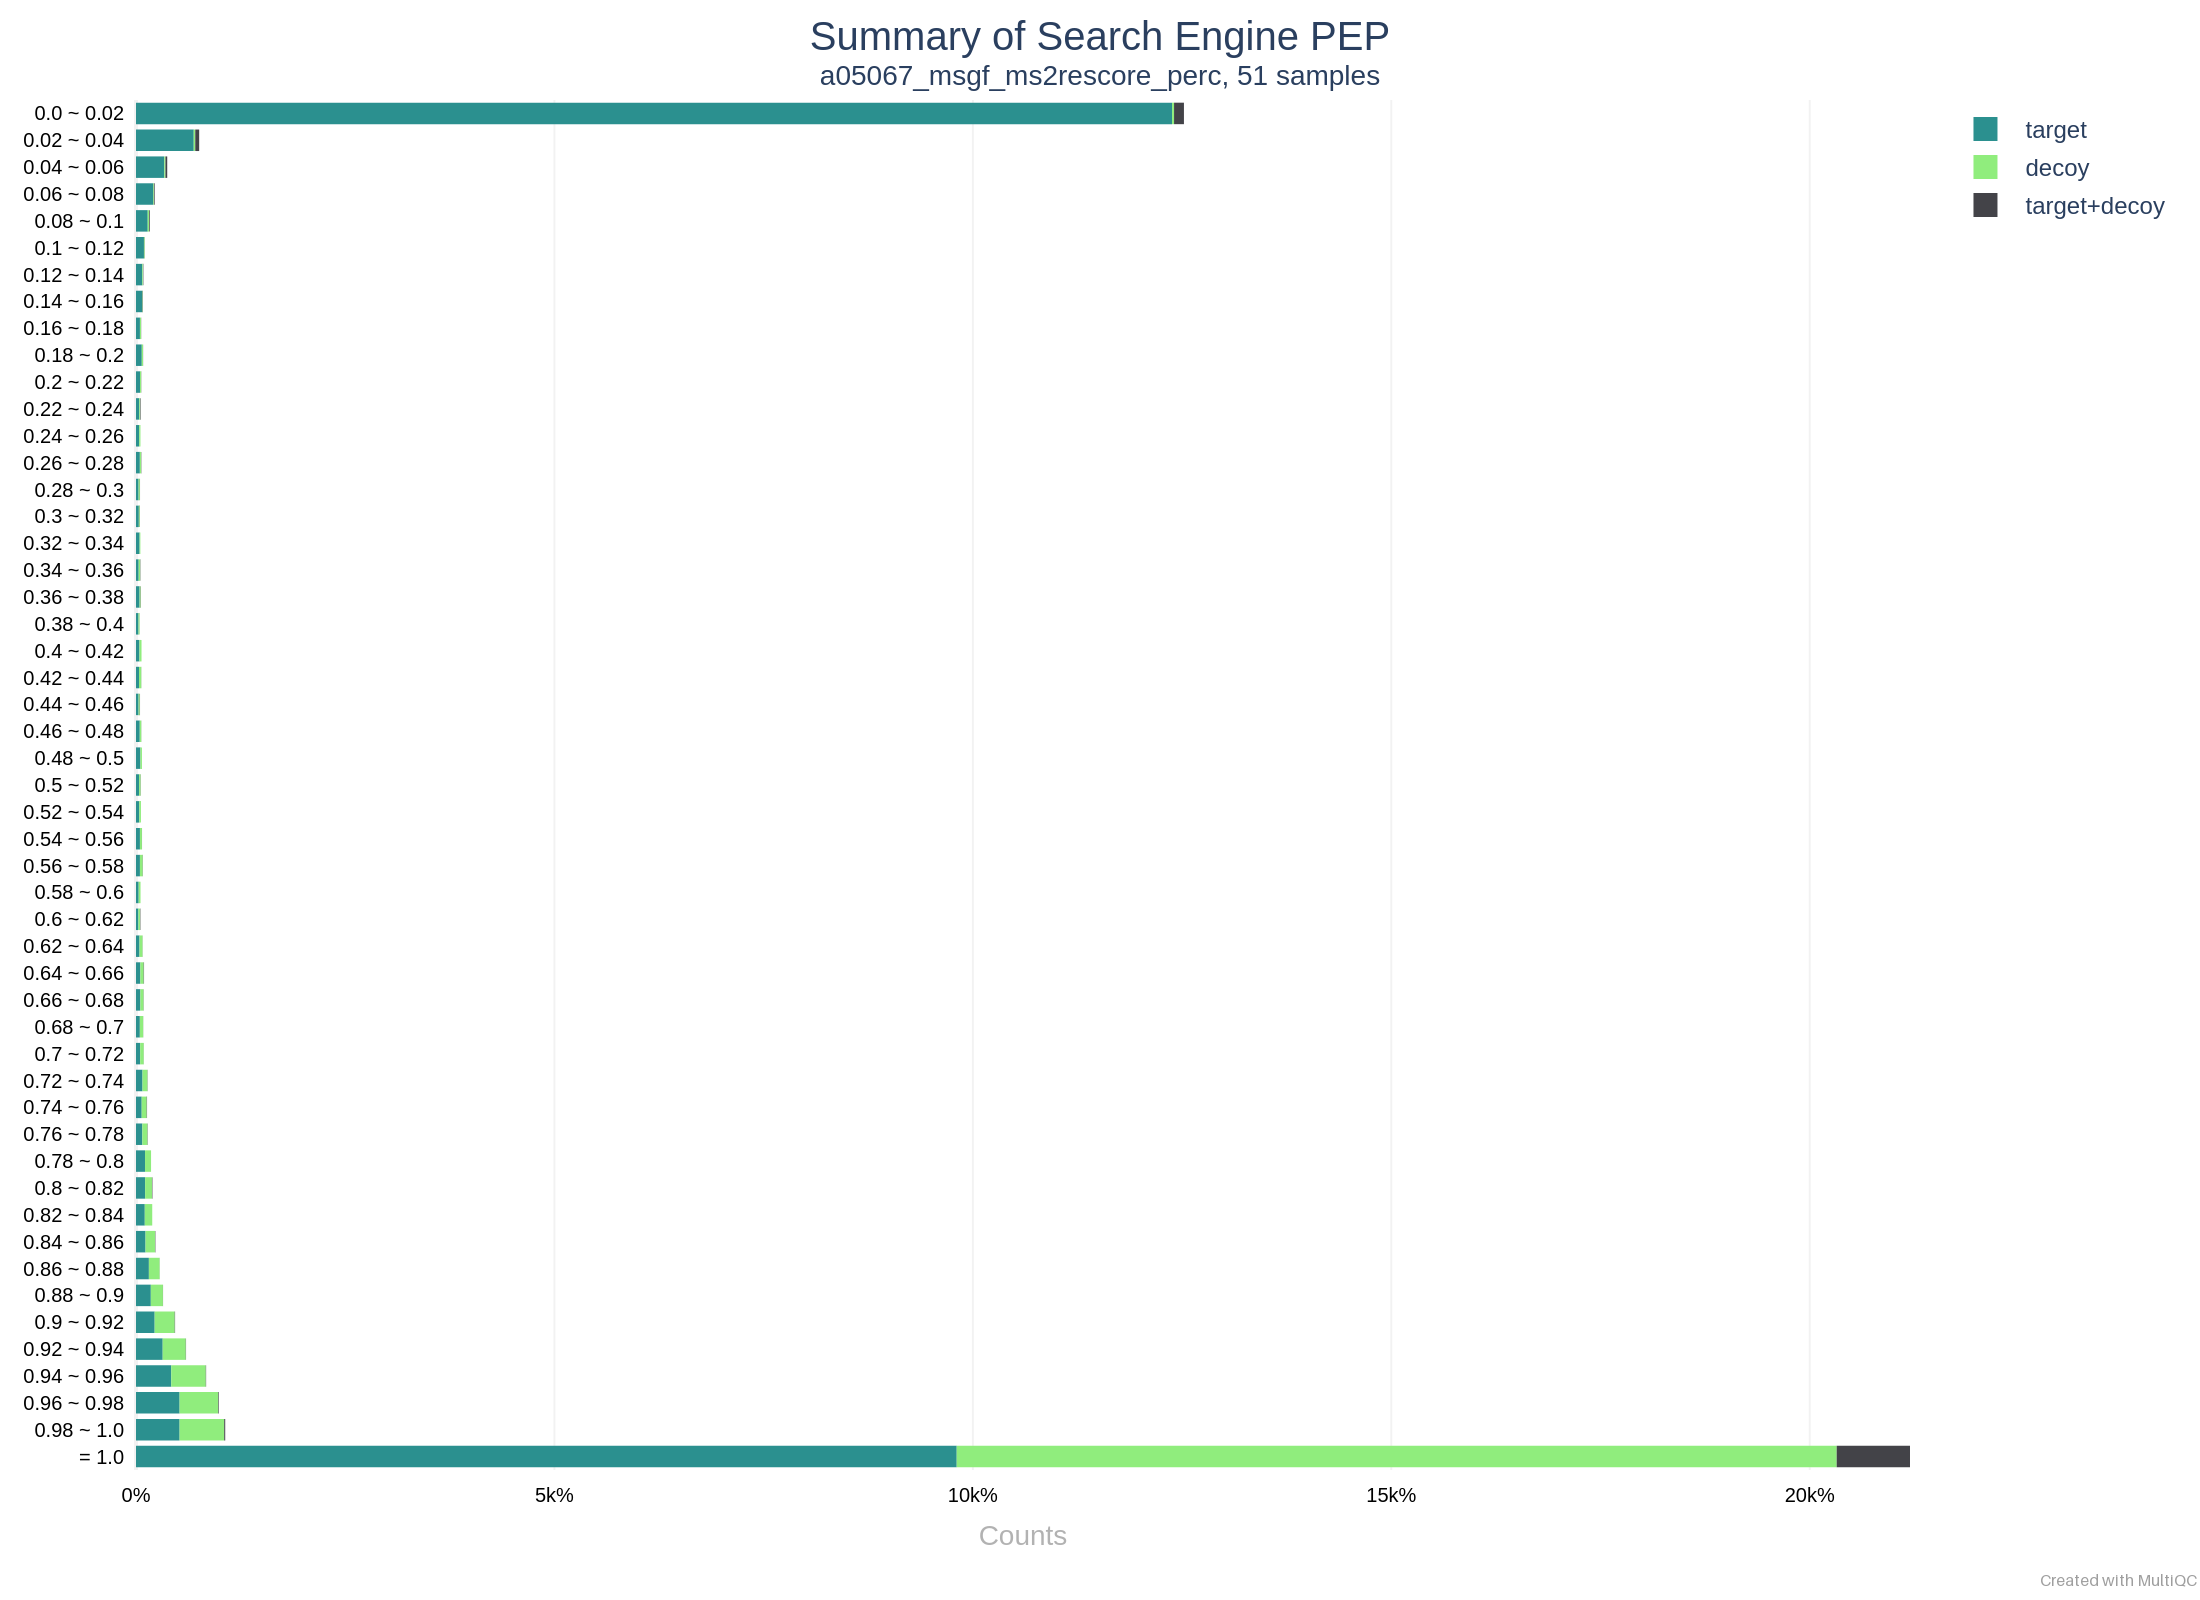 Summary of Search Engine PEP
a05067_msgf_ms2rescore_perc, 51 samples
0.0 ~ 0.02
0.02 ~ 0.04
0.04 ~ 0.06
0.06 ~ 0.08
0.08 ~ 0.1
0.1 ~ 0.12
0.12 ~ 0.14
0.14 ~ 0.16
0.16 ~ 0.18
0.18 ~ 0.2
0.2 ~ 0.22
0.22 ~ 0.24
0.24 ~ 0.26
0.26 ~ 0.28
0.28 ~ 0.3
0.3 ~ 0.32
0.32 ~ 0.34
0.34 ~ 0.36
0.36 ~ 0.38
0.38 ~ 0.4
0.4 ~ 0.42
0.42 ~ 0.44
0.44 ~ 0.46
0.46 ~ 0.48
0.48 ~ 0.5
0.5 ~ 0.52
0.52 ~ 0.54
0.54 ~ 0.56
0.56 ~ 0.58
0.58 ~ 0.6
0.6 ~ 0.62
0.62 ~ 0.64
0.64 ~ 0.66
0.66 ~ 0.68
0.68 ~ 0.7
0.7 ~ 0.72
0.72 ~ 0.74
0.74 ~ 0.76
0.76 ~ 0.78
0.78 ~ 0.8
0.8 ~ 0.82
0.82 ~ 0.84
0.84 ~ 0.86
0.86 ~ 0.88
0.88 ~ 0.9
0.9 ~ 0.92
0.92 ~ 0.94
0.94 ~ 0.96
0.96 ~ 0.98
0.98 ~ 1.0
= 1.0
0% 5k% 10k% 15k% 20k%
Counts
target
decoy
target+decoy
Created with MultiQC